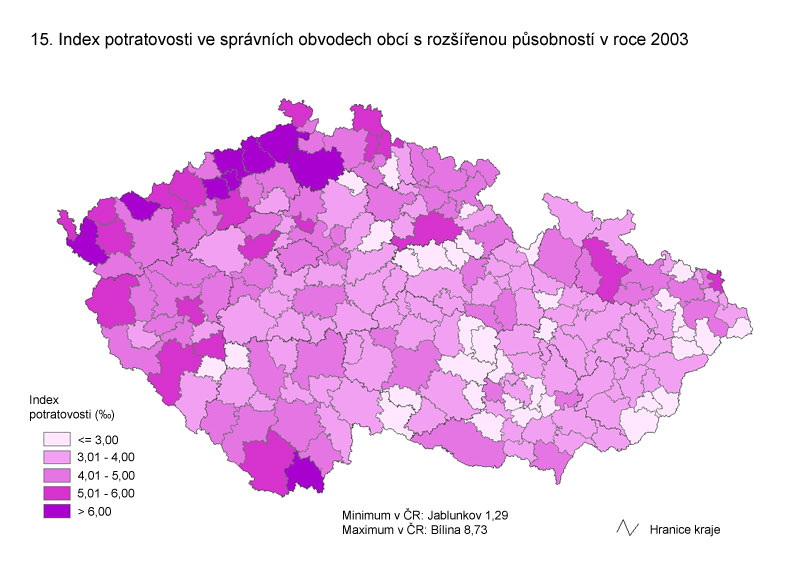 15. Index potratovosti ve správních obvodech obcí s rozšířenou působností v roce 2003
Index
potratovosti (‰)
<= 3,00
3,01 - 4,00
4,01 - 5,00
5,01 - 6,00
> 6,00
Minimum v ČR: Jablunkov 1,29
Maximum v ČR: Bílina 8,73
Hranice kraje